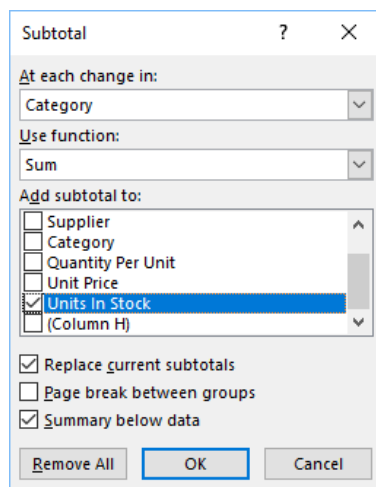 Subtotal ?
At each change in:
Category
Use function:
Sum
Add subtotal to:
Supplier
Category
Quantity Per Unit
Unit Price
Units In Stock
(Column H)
Replace current subtotals
Page break between groups
Summary below data
Remove All OK Cancel